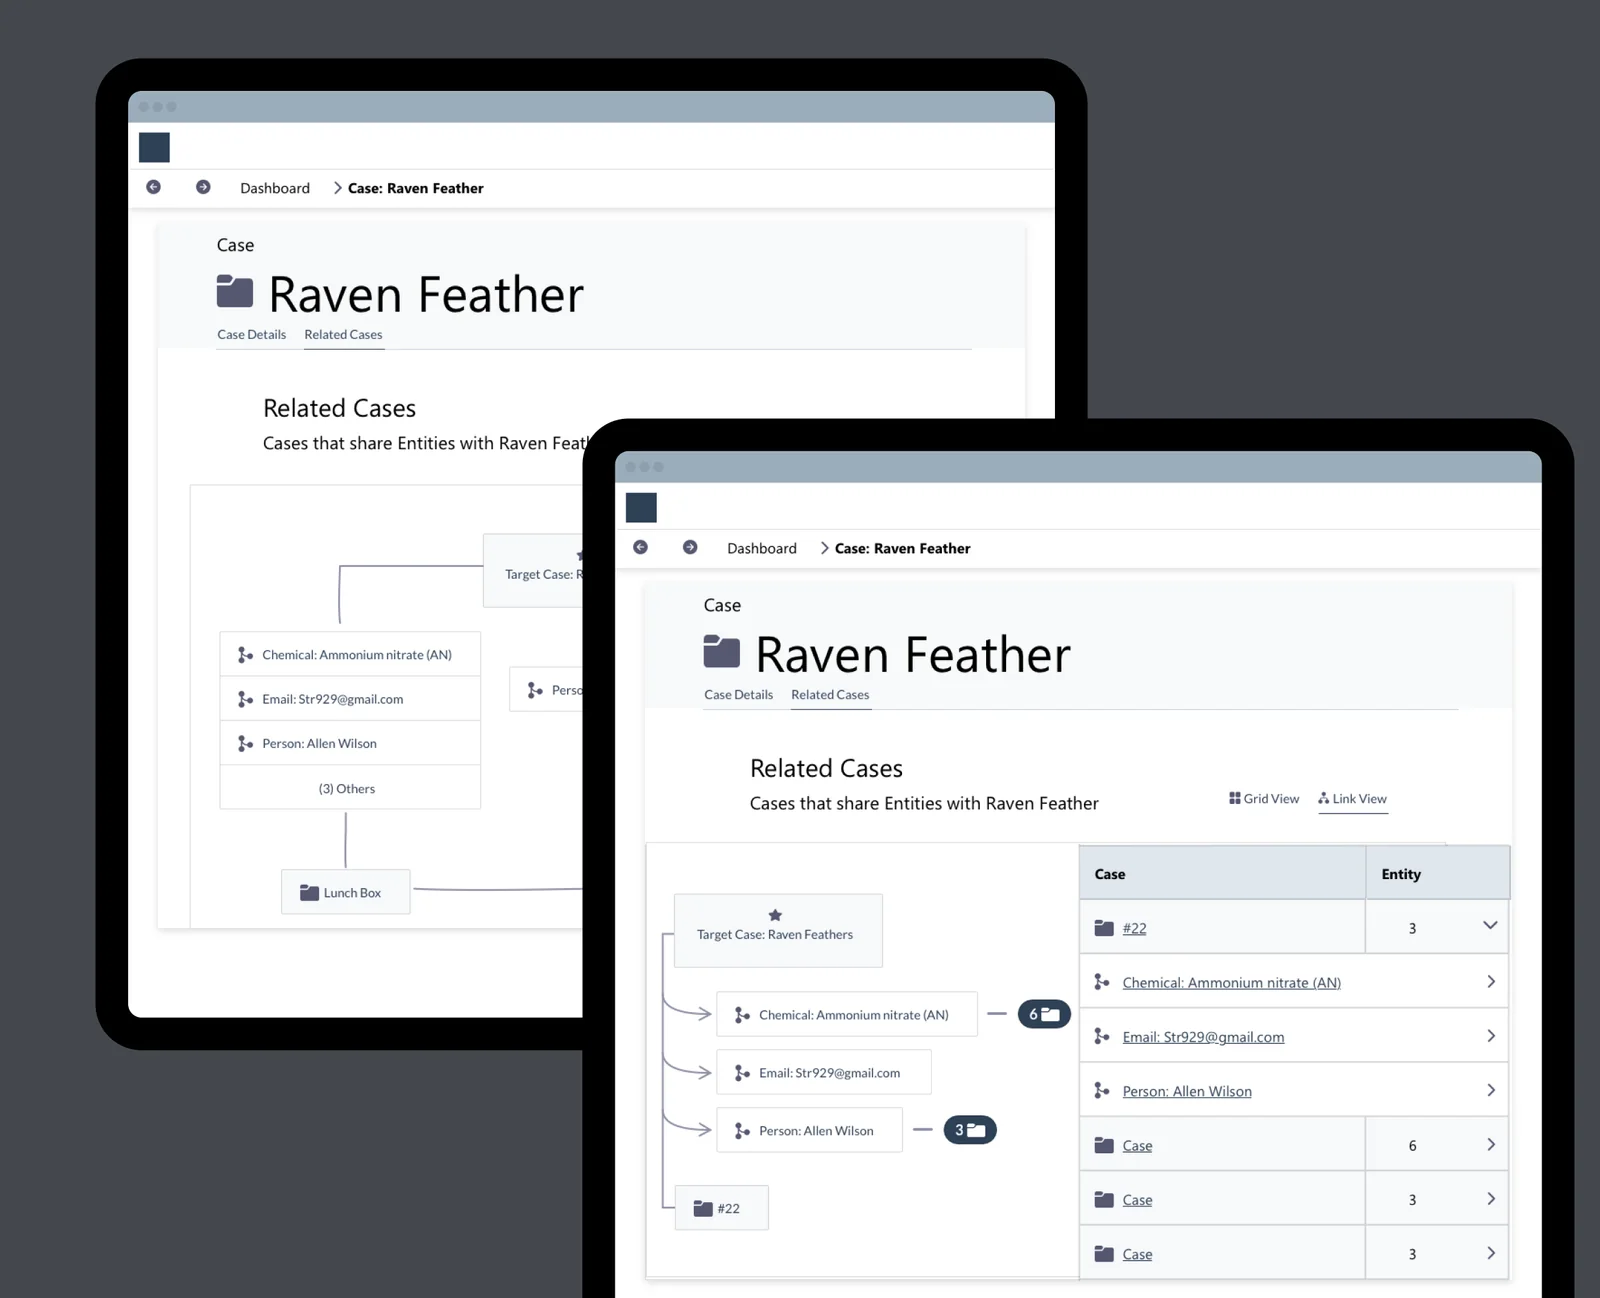 Dashboard > Case: Raven Feather
Case
Raven Feather
Case Details Related Cases
Related Cases
Cases that share Entities with Raven
Target Case:
Chemical: Ammonium nitrate (AN)
Email: Str929@gmail.com
Person: Allen Wilson
(3) Others
Lunch Box
Dashboard > Case: Raven Feather
Case
Raven Feather
Case Details Related Cases
Related Cases
Cases that share Entities with Raven Feather
Grid View Link View
Target Case: Raven Feathers
Chemical: Ammonium nitrate (AN) 6
Email: Str929@gmail.com
Person: Allen Wilson 3
#22
Case Entity
#22 3
Chemical: Ammonium nitrate (AN)
Email: Str929@gmail.com
Person: Allen Wilson
Case 6
Case 3
Case 3